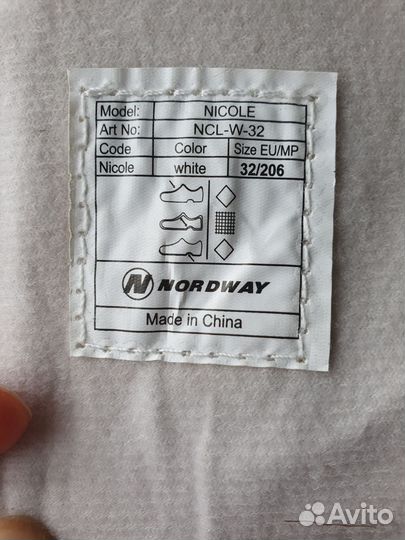 Model: NICOLE
Art No: NCL-W-32
Code Color Size EU/MP
Nicole white 32/206
N NORDWAY
Made in China
Avito